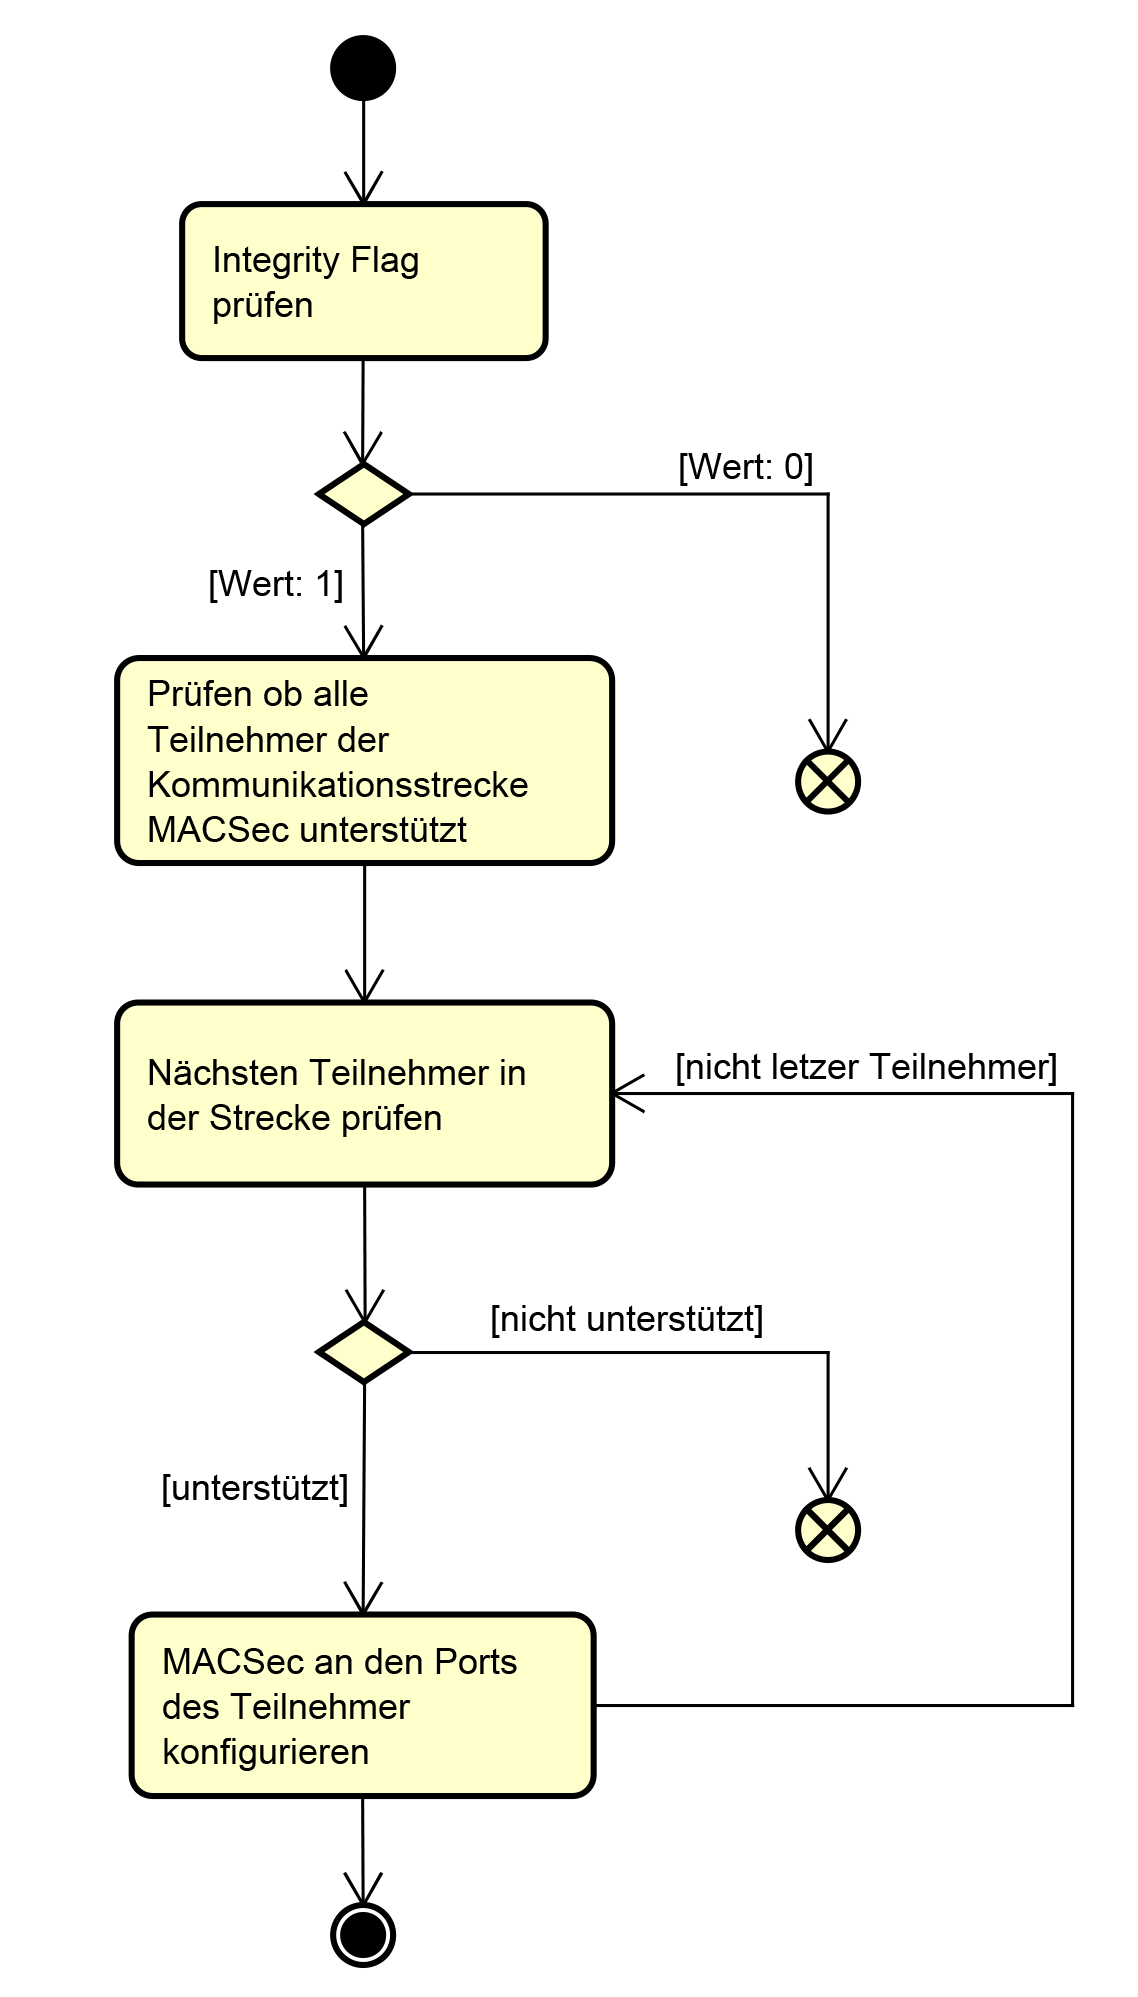 Integrity Flag
prüfen
[Wert: 0]
[Wert: 1]
Prüfen ob alle
Teilnehmer der
Kommunikationsstrecke
MACSec unterstützt
[nicht letzer Teilnehmer]
Nächsten Teilnehmer in
der Strecke prüfen
[nicht unterstützt]
[unterstützt]
MACSec an den Ports
des Teilnehmer
konfigurieren